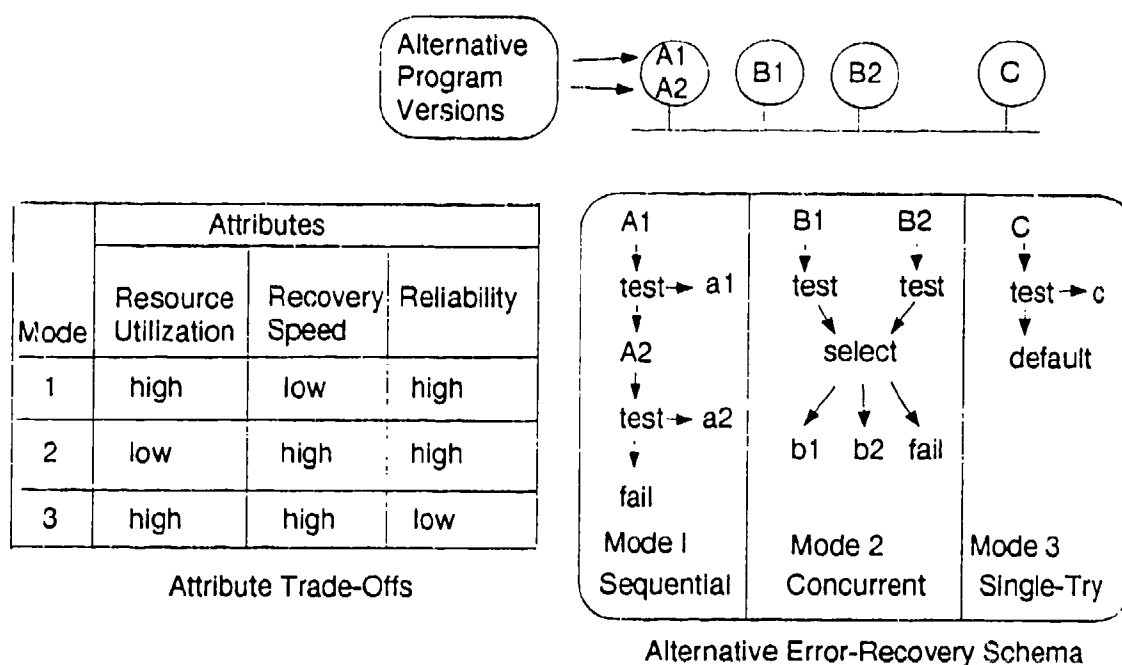 Alternative
Program
Versions
A1
A2
B1
B2
C
Attributes
Mode
Resource
Utilization
Recovery
Speed
Reliability
1 high low high
2 low high high
3 high high low
Attribute Trade-Offs
A1
test a1
A2
test a2
fail
Mode I
Sequential
B1 B2
test test
select
b1 b2 fail
Mode 2
Concurrent
C
test c
default
Mode 3
Single-Try
Alternative Error-Recovery Schema